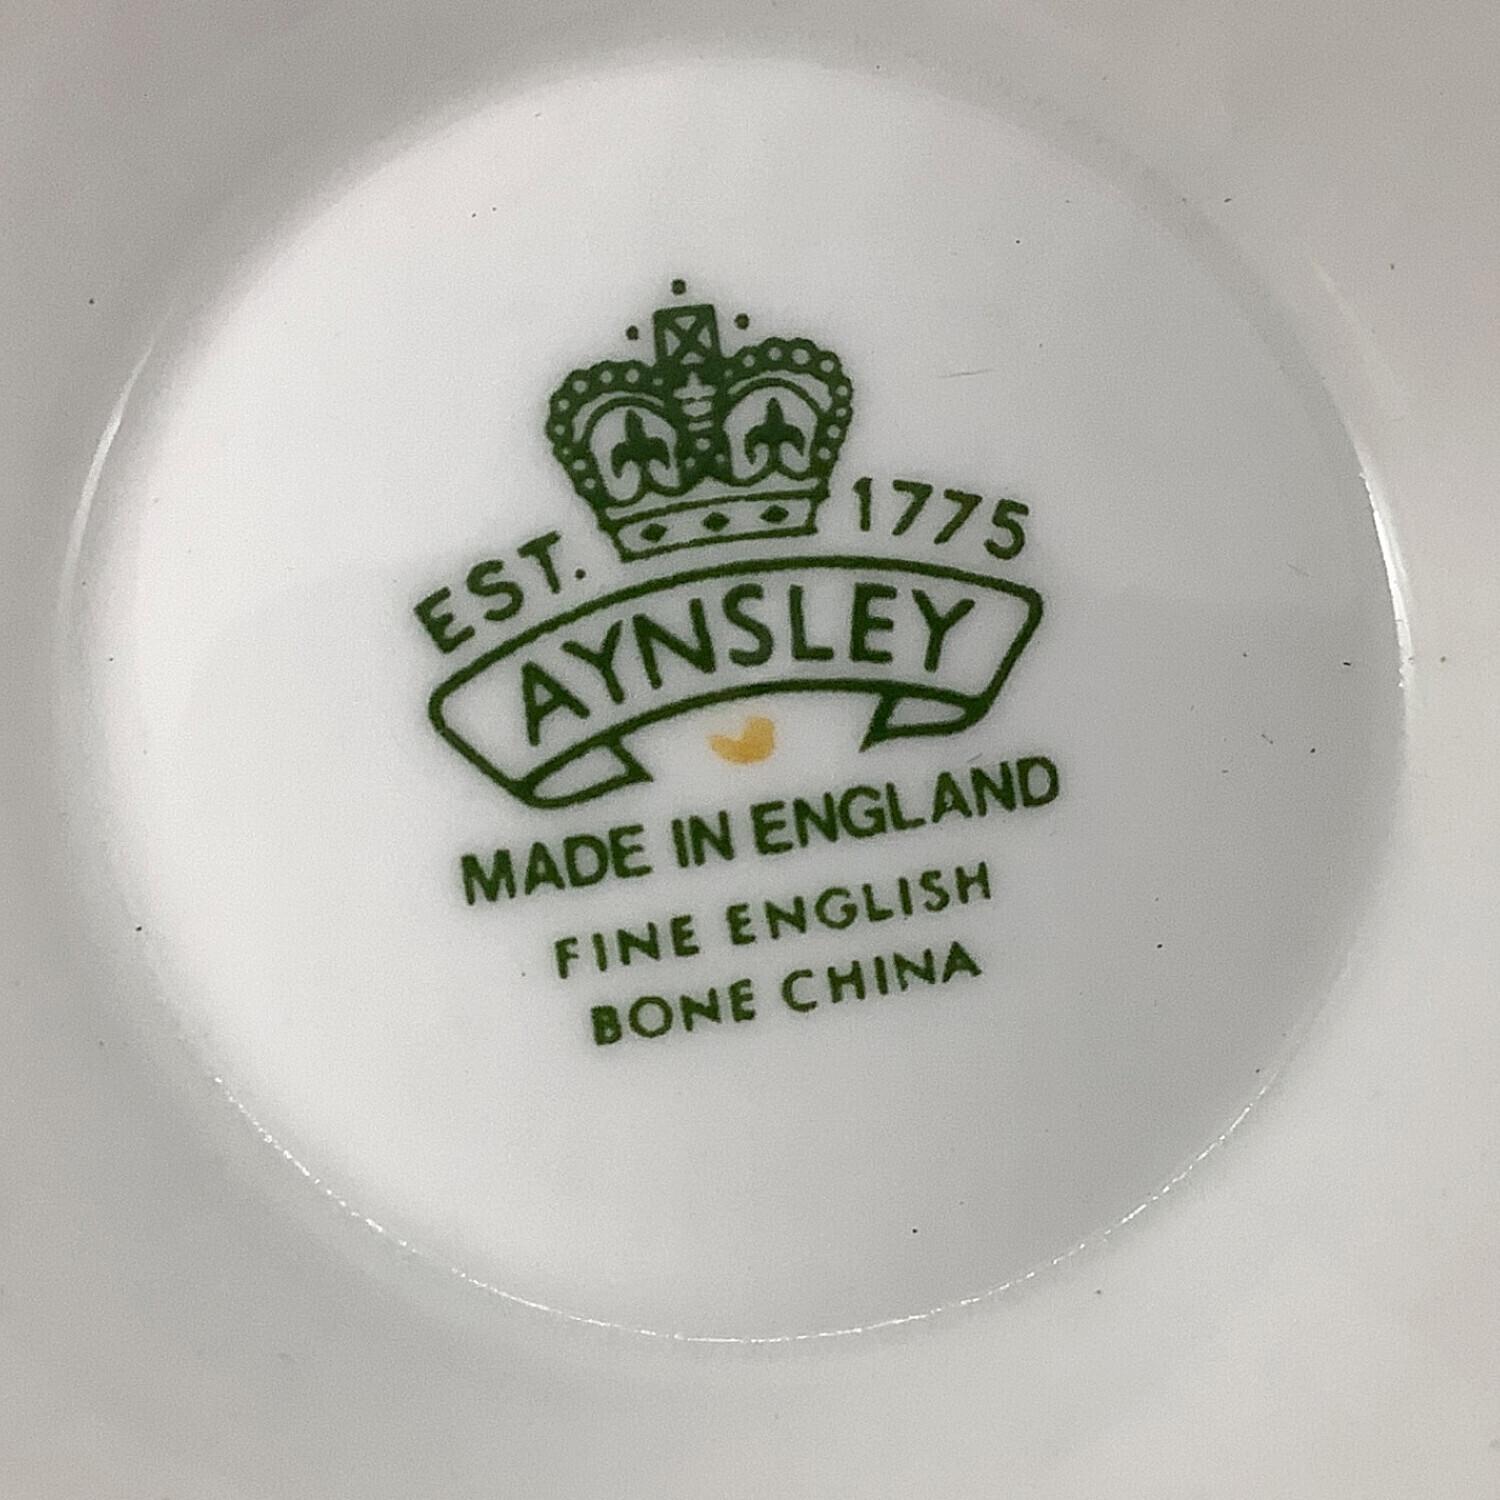 EST. 1775
AYNSLEY
MADE IN ENGLAND
FINE ENGLISH
BONE CHINA